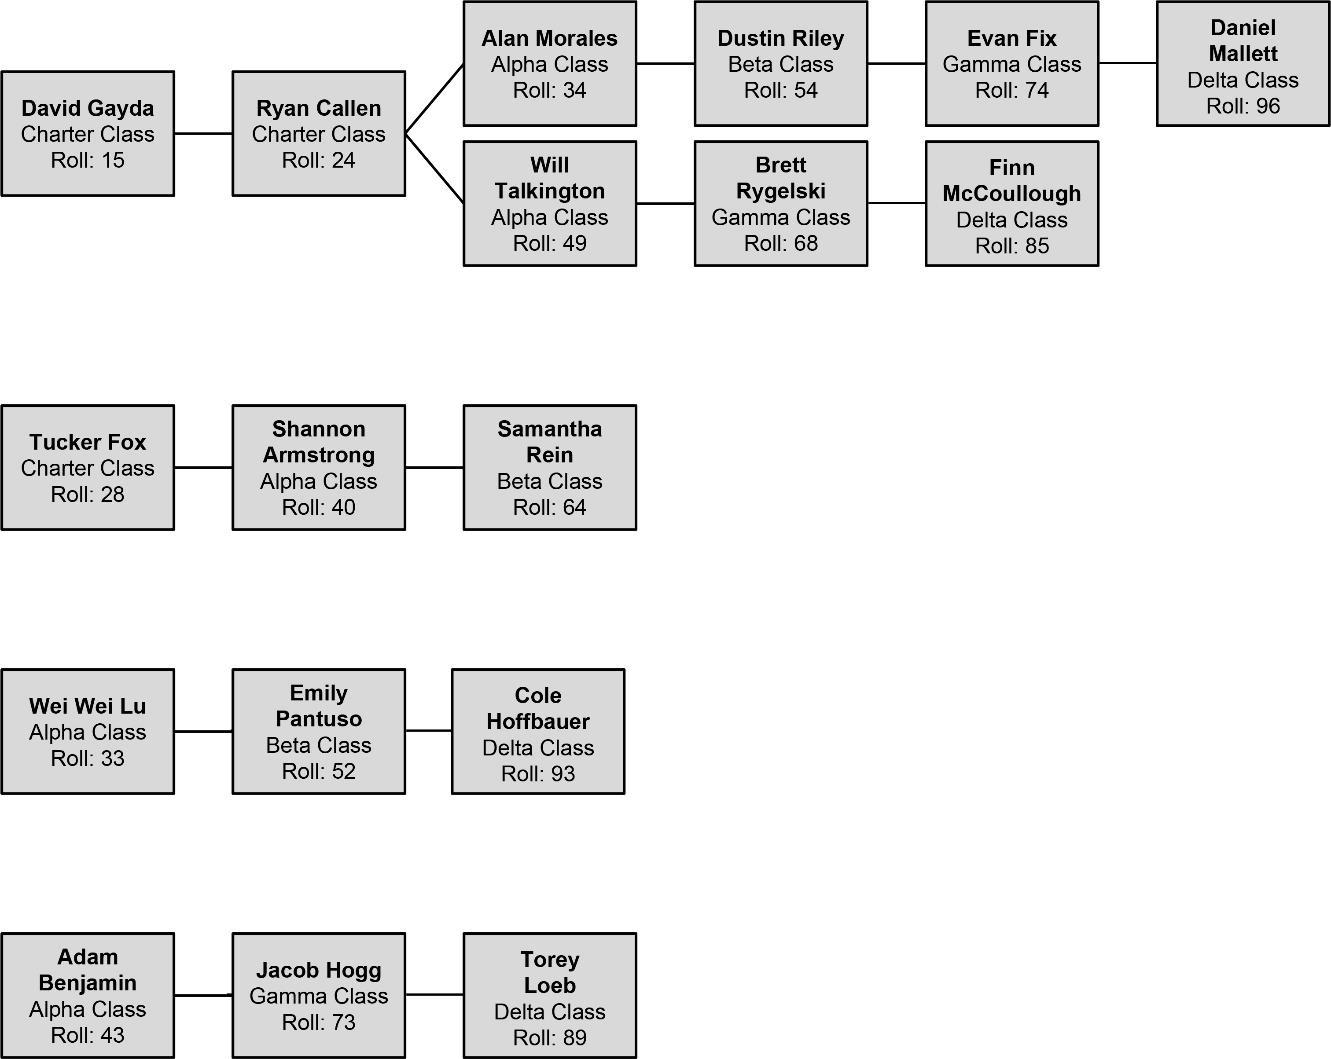 David Gayda
Charter Class
Roll: 15
Ryan Callen
Charter Class
Roll: 24
Alan Morales
Alpha Class
Roll: 34
Dustin Riley
Beta Class
Roll: 54
Evan Fix
Gamma Class
Roll: 74
Daniel
Mallett
Delta Class
Roll: 96
Will
Talkington
Alpha Class
Roll: 49
Brett
Rygelski
Gamma Class
Roll: 68
Finn
McCoullough
Delta Class
Roll: 85
Tucker Fox
Charter Class
Roll: 28
Shannon
Armstrong
Alpha Class
Roll: 40
Samantha
Rein
Beta Class
Roll: 64
Wei Wei Lu
Alpha Class
Roll: 33
Emily
Pantuso
Beta Class
Roll: 52
Cole
Hoffbauer
Delta Class
Roll: 93
Adam
Benjamin
Alpha Class
Roll: 43
Jacob Hogg
Gamma Class
Roll: 73
Torey
Loeb
Delta Class
Roll: 89